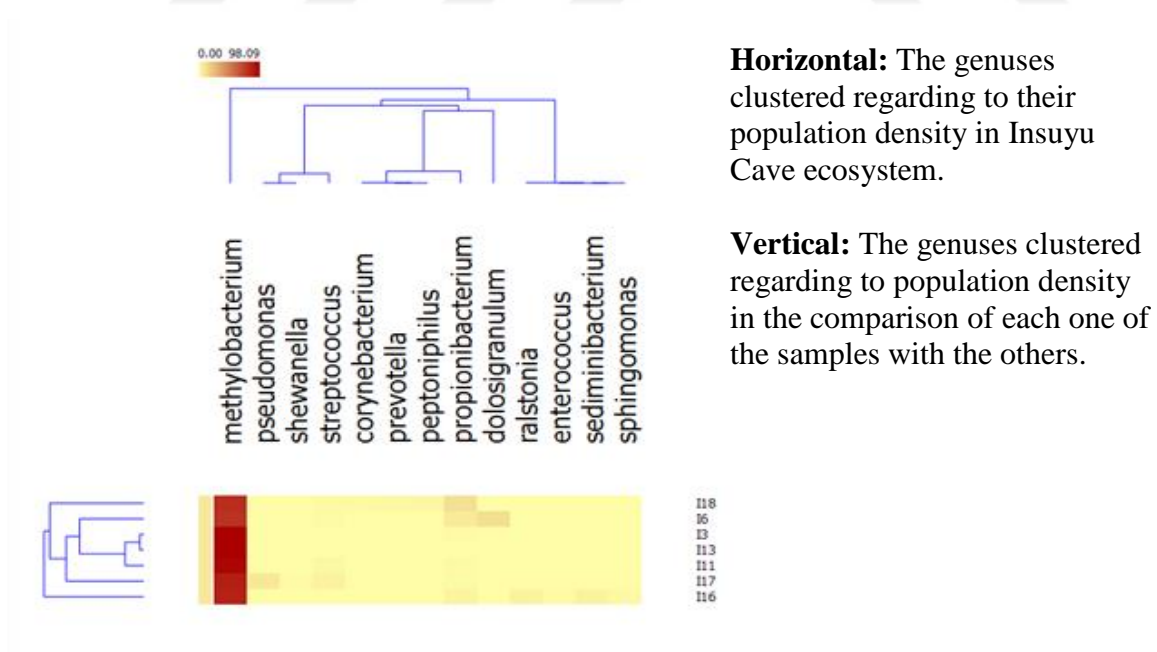 0.00 98.09
Horizontal: The genuses
clustered regarding to their
population density in Insuyu
Cave ecosystem.
Vertical: The genuses clustered
regarding to population density
in the comparison of each one of
the samples with the others.
methylobacterium
pseudomonas
shewanella
streptococcus
corynebacterium
prevotella
peptoniphilus
propionibacterium
dolosigranulum
ralstonia
enterococcus
sediminibacterium
sphingomonas
I18
I6
I3
I13
I11
I17
I16